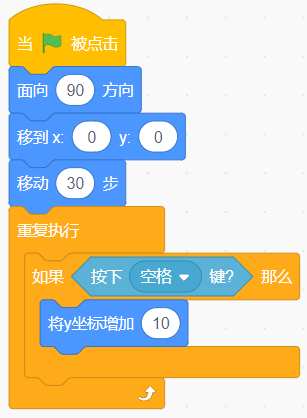 当 被点击
面向 90 方向
移到 x: 0 y: 0
移动 30 步
重复执行
如果 按下 空格 键? 那么
将y坐标增加 10